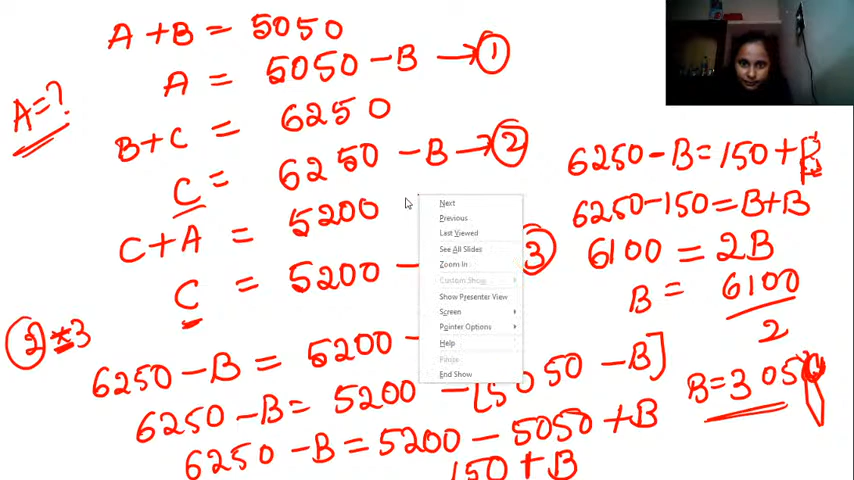 A + B = 5050
A = 5050 - B → ①
A = ?
B + C = 6250
C = 6250 - B → ②
C + A = 5200
C = 5200 -
3
② * 3
6250 - B = 5200 -
6250 - B = 5200 - [5050 - B]
6250 - B = 5200 - 5050 + B
150 + B
6250 - B = 150 + B
6250 - 150 = B + B
6100 = 2B
B = 6100
2
B = 3050
Next
Previous
Last Viewed
See All Slides
Zoom In
Custom Show
Show Presenter View
Screen
Pointer Options
Help
Pause
End Show